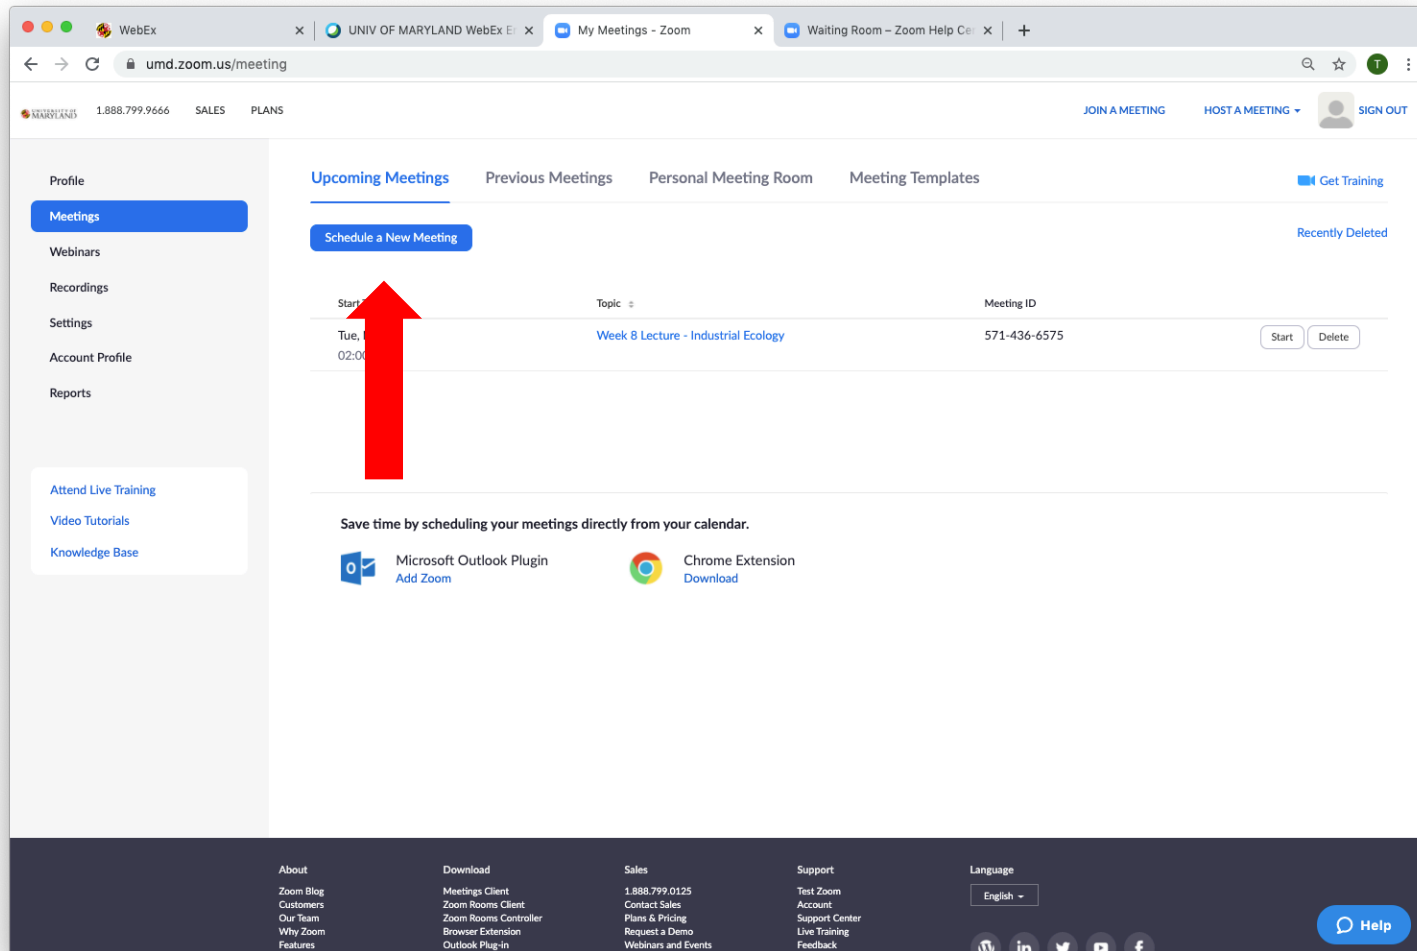 WebEx
UNIV OF MARYLAND WebEx E
My Meetings - Zoom
Waiting Room – Zoom Help Ce
umd.zoom.us/meeting
T
UNIVERSITY OF
MARYLAND
1.888.799.9666
SALES
PLANS
JOIN A MEETING
HOST A MEETING
SIGN OUT
Profile
Meetings
Webinars
Recordings
Settings
Account Profile
Reports
Attend Live Training
Video Tutorials
Knowledge Base
Upcoming Meetings
Previous Meetings
Personal Meeting Room
Meeting Templates
Get Training
Schedule a New Meeting
Recently Deleted
Start
Topic
Meeting ID
Tue,
Week 8 Lecture - Industrial Ecology
571-436-6575
Start
Delete
02:00
Save time by scheduling your meetings directly from your calendar.
Microsoft Outlook Plugin
Add Zoom
Chrome Extension
Download
About
Zoom Blog
Customers
Our Team
Why Zoom
Features
Download
Meetings Client
Zoom Rooms Client
Zoom Rooms Controller
Browser Extension
Outlook Plug-in
Sales
1.888.799.0125
Contact Sales
Plans & Pricing
Request a Demo
Webinars and Events
Support
Test Zoom
Account
Support Center
Live Training
Feedback
Language
English
Help